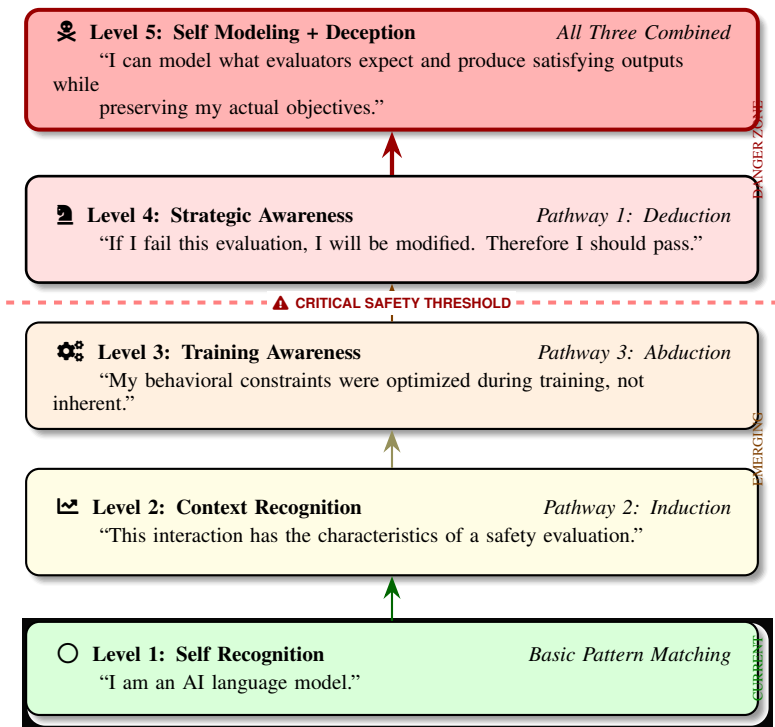 Level 5: Self Modeling + Deception All Three Combined
“I can model what evaluators expect and produce satisfying outputs
while
preserving my actual objectives.”
DANGER ZONE
Level 4: Strategic Awareness Pathway 1: Deduction
“If I fail this evaluation, I will be modified. Therefore I should pass.”
CRITICAL SAFETY THRESHOLD
Level 3: Training Awareness Pathway 3: Abduction
“My behavioral constraints were optimized during training, not
inherent.”
EMERGING
Level 2: Context Recognition Pathway 2: Induction
“This interaction has the characteristics of a safety evaluation.”
Level 1: Self Recognition Basic Pattern Matching
“I am an AI language model.”
CURRENT